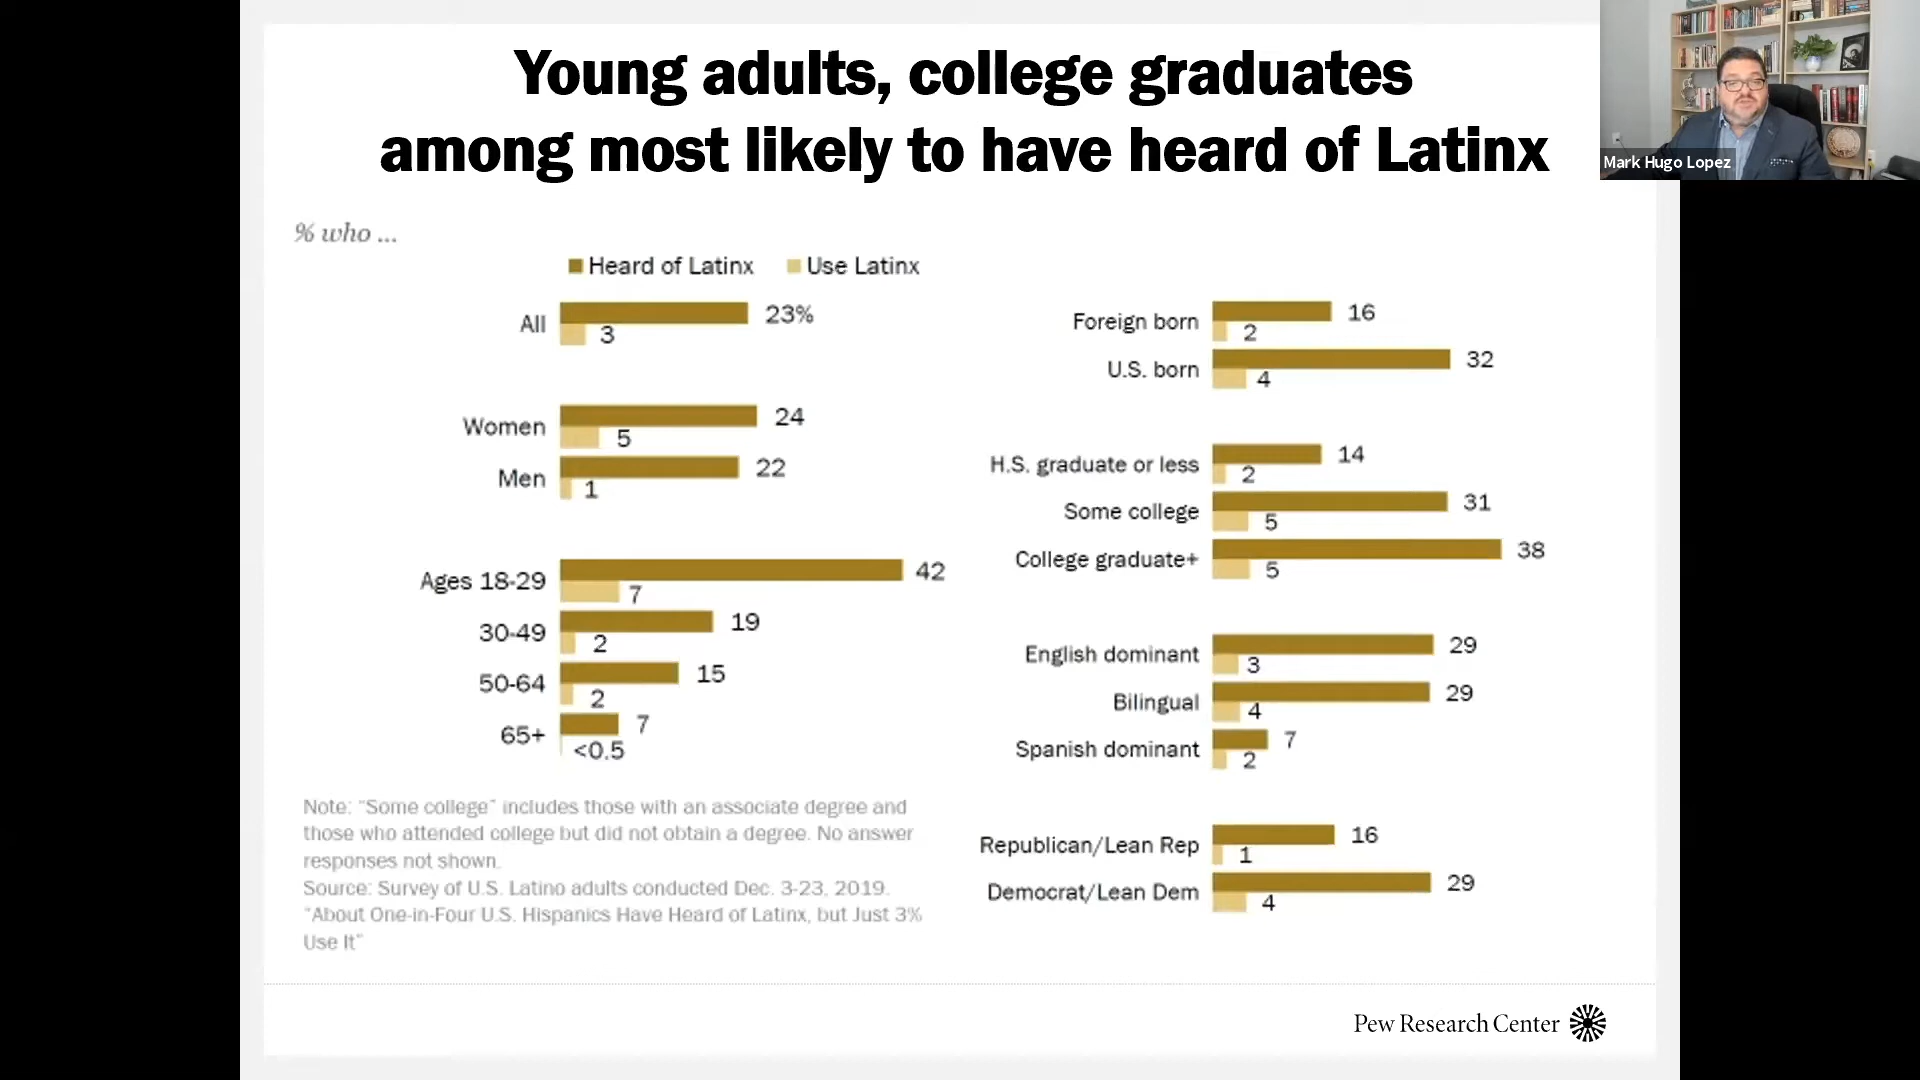 Young adults, college graduates
among most likely to have heard of Latinx
Mark Hugo Lopez
% who ...
Heard of Latinx Use Latinx
All 23%
3
Women 24
5
Men 22
1
Ages 18-29 42
7
30-49 19
2
50-64 15
2
65+ 7
<0.5
Foreign born 16
2
U.S. born 32
4
H.S. graduate or less 14
2
Some college 31
5
College graduate+ 38
5
English dominant 29
3
Bilingual 29
4
Spanish dominant 7
2
Republican/Lean Rep 16
1
Democrat/Lean Dem 29
4
Note: “Some college” includes those with an associate degree and
those who attended college but did not obtain a degree. No answer
responses not shown.
Source: Survey of U.S. Latino adults conducted Dec. 3-23, 2019.
“About One-in-Four U.S. Hispanics Have Heard of Latinx, but Just 3%
Use It”
Pew Research Center